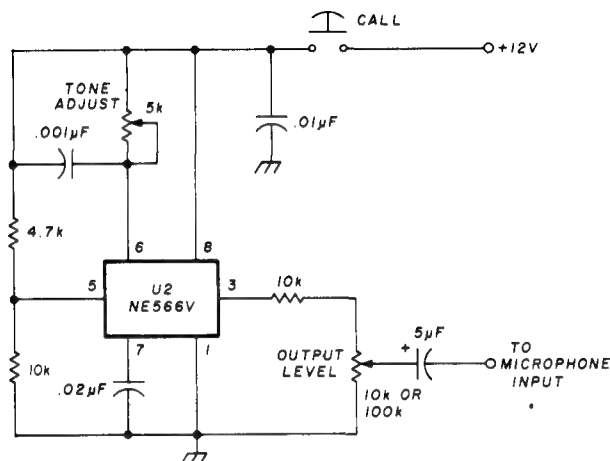 CALL
+12V
TONE
ADJUST
5k
.001µF
.01µF
4.7k
6
8
5
U2
NE566V
3
10k
7
1
10k
.02µF
OUTPUT
LEVEL
+
5µF
TO
MICROPHONE
INPUT
10k OR
100k